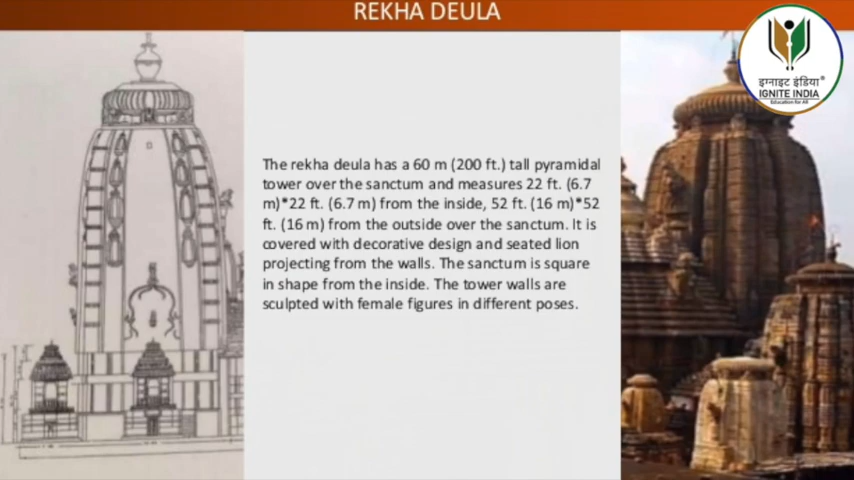 REKHA DEULA
इग्नाइट इंडिया®
IGNITE INDIA
Education for All
The rekha deula has a 60 m (200 ft.) tall pyramidal
tower over the sanctum and measures 22 ft. (6.7
m)*22 ft. (6.7 m) from the inside, 52 ft. (16 m)*52
ft. (16 m) from the outside over the sanctum. It is
covered with decorative design and seated lion
projecting from the walls. The sanctum is square
in shape from the inside. The tower walls are
sculpted with female figures in different poses.